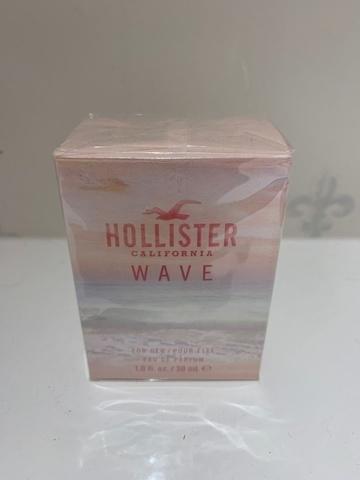 HOLLISTER
CALIFORNIA
WAVE
FOR HER / POUR ELLE
EAU DE PARFUM
1.0 fl. oz. / 30 mL ℮